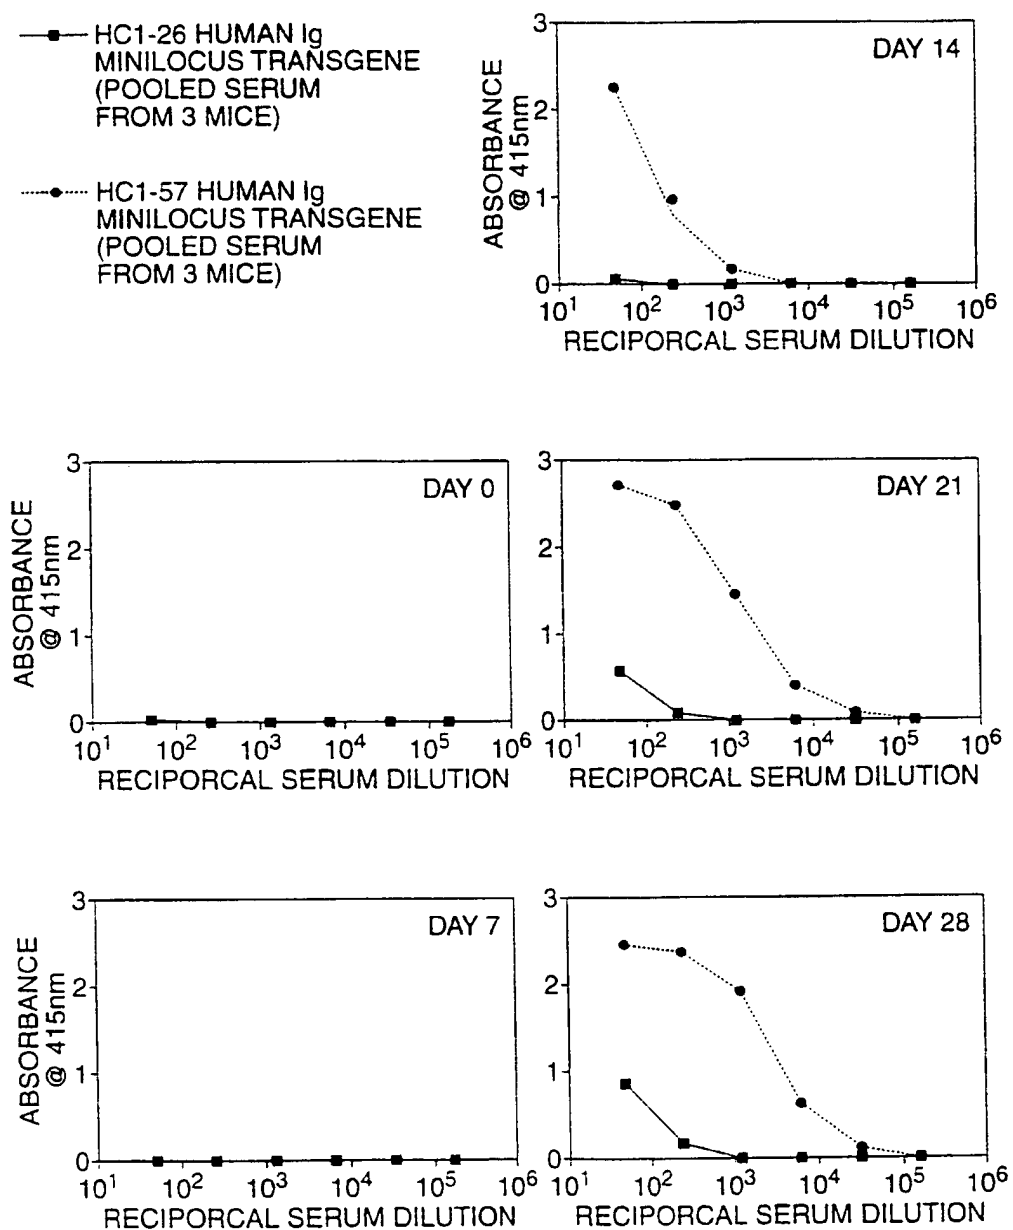 HC1-26 HUMAN Ig
MINILOCUS TRANSGENE
(POOLED SERUM
FROM 3 MICE)
HC1-57 HUMAN Ig
MINILOCUS TRANSGENE
(POOLED SERUM
FROM 3 MICE)
DAY 14
ABSORBANCE
@ 415nm
3
2
1
0
10¹ 10² 10³ 10⁴ 10⁵ 10⁶
RECIPORCAL SERUM DILUTION
DAY 0
ABSORBANCE
@ 415nm
3
2
1
0
10¹ 10² 10³ 10⁴ 10⁵ 10⁶
RECIPORCAL SERUM DILUTION
DAY 21
3
2
1
0
10¹ 10² 10³ 10⁴ 10⁵ 10⁶
RECIPORCAL SERUM DILUTION
DAY 7
ABSORBANCE
@ 415nm
3
2
1
0
10¹ 10² 10³ 10⁴ 10⁵ 10⁶
RECIPORCAL SERUM DILUTION
DAY 28
3
2
1
0
10¹ 10² 10³ 10⁴ 10⁵ 10⁶
RECIPORCAL SERUM DILUTION